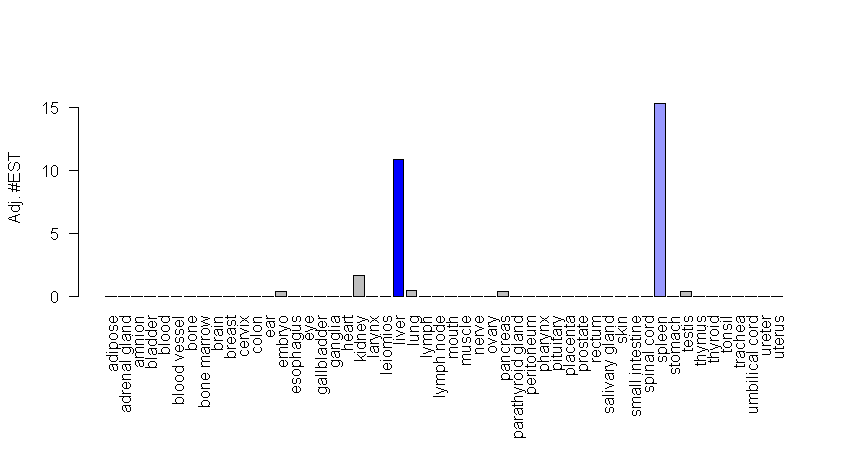 Adj. #EST
15
10
5
0
adipose
adrenal gland
amnion
bladder
blood
blood vessel
bone
bone marrow
brain
breast
cervix
colon
ear
embryo
esophagus
eye
gallbladder
ganglia
heart
kidney
larynx
leiomios
liver
lung
lymph
lymph node
mouth
muscle
nerve
ovary
pancreas
parathyroid gland
peritoneum
pharynx
pituitary
placenta
prostate
rectum
salivary gland
skin
small intestine
spinal cord
spleen
stomach
testis
thymus
thyroid
tonsil
trachea
umbilical cord
ureter
uterus